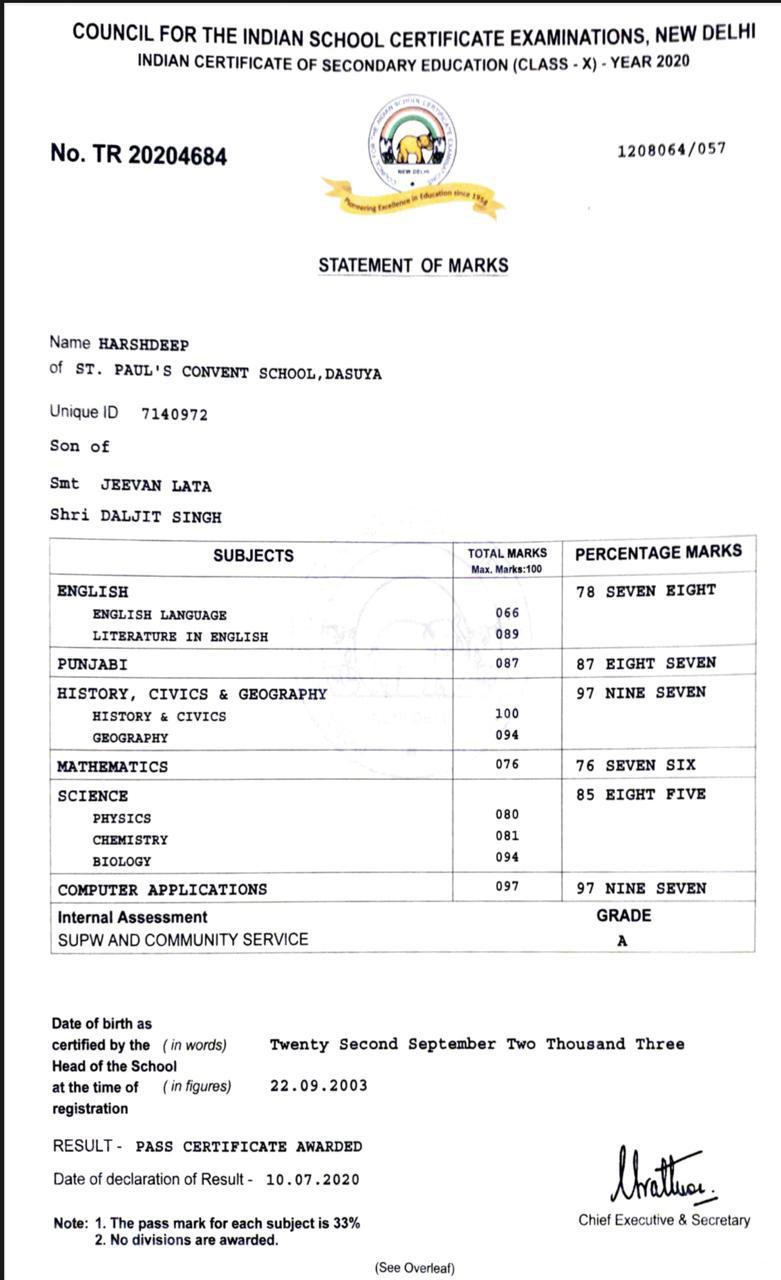 COUNCIL FOR THE INDIAN SCHOOL CERTIFICATE EXAMINATIONS, NEW DELHI
INDIAN CERTIFICATE OF SECONDARY EDUCATION (CLASS - X) - YEAR 2020
No. TR 20204684 1208064/057
NEW DELHI
Pioneering Excellence in Education since 1958
STATEMENT OF MARKS
Name HARSHDEEP
of ST. PAUL'S CONVENT SCHOOL,DASUYA
Unique ID 7140972
Son of
Smt JEEVAN LATA
Shri DALJIT SINGH
SUBJECTS TOTAL MARKS PERCENTAGE MARKS
Max. Marks:100
ENGLISH 78 SEVEN EIGHT
ENGLISH LANGUAGE 066
LITERATURE IN ENGLISH 089
PUNJABI 087 87 EIGHT SEVEN
HISTORY, CIVICS & GEOGRAPHY 97 NINE SEVEN
HISTORY & CIVICS 100
GEOGRAPHY 094
MATHEMATICS 076 76 SEVEN SIX
SCIENCE 85 EIGHT FIVE
PHYSICS 080
CHEMISTRY 081
BIOLOGY 094
COMPUTER APPLICATIONS 097 97 NINE SEVEN
Internal Assessment GRADE
SUPW AND COMMUNITY SERVICE A
Date of birth as
certified by the (in words) Twenty Second September Two Thousand Three
Head of the School
at the time of (in figures) 22.09.2003
registration
RESULT - PASS CERTIFICATE AWARDED
Date of declaration of Result - 10.07.2020
Chief Executive & Secretary
Note: 1. The pass mark for each subject is 33%
2. No divisions are awarded.
(See Overleaf)